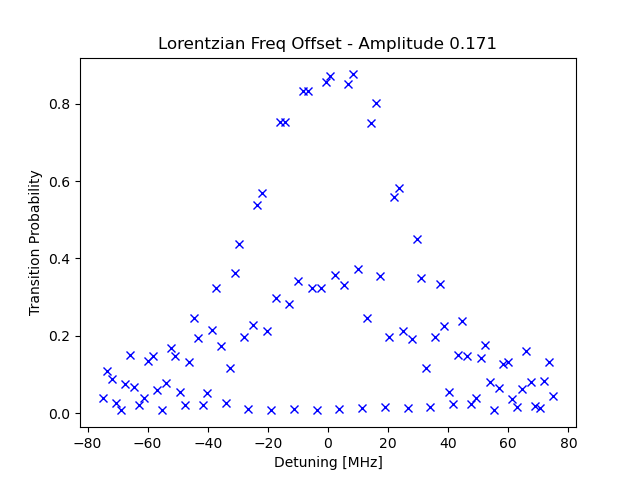 Lorentzian Freq Offset - Amplitude 0.171
0.8
0.6
0.4
0.2
0.0
Transition Probability
−80 −60 −40 −20 0 20 40 60 80
Detuning [MHz]